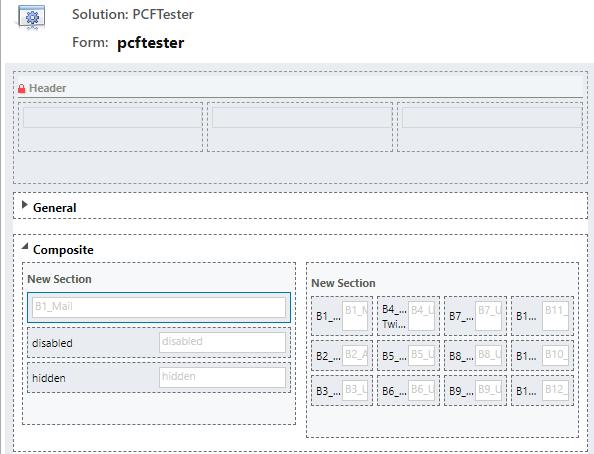 Solution: PCFTester
Form: pcftester
Header
General
Composite
New Section
B1_Mail
disabled disabled
hidden hidden
New Section
B1_... B1_M B4_... B4_U B7_... B7_U B1... B11_
Twi...
B2_... B2_A B5_... B5_U B8_... B8_U B1... B10_
B3_... B3_U B6_... B6_U B9_... B9_U B1... B12_